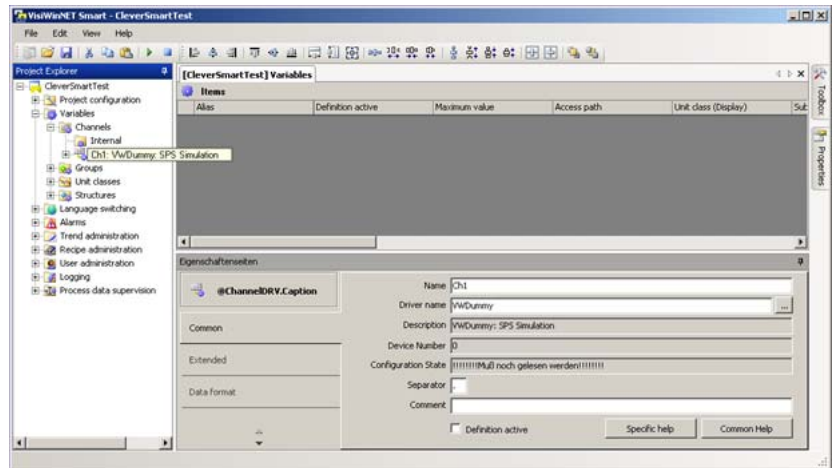 VisiWinNET Smart - CleverSmartTest
File Edit View Help
Project Explorer
[CleverSmartTest] Variables
CleverSmartTest
Items
Project configuration
Alias Definition active Maximum value Access path Unit class (Display) Sub
Variables
Channels
Internal
Ch1: VWDummy: SPS Simulation
Groups
Unit classes
Structures
Language switching
Alarms
Trend administration
Recipe administration
User administration
Logging
Process data supervision
Toolbox
Properties
Eigenschaftenseiten
@ChannelDRV.Caption
Common
Extended
Data format
Name Ch1
Driver name VWDummy ...
Description VWDummy: SPS Simulation
Device Number 0
Configuration State !!!!!!!!!Muß noch gelesen werden!!!!!!!!!
Separator .
Comment
Definition active
Specific help Common Help